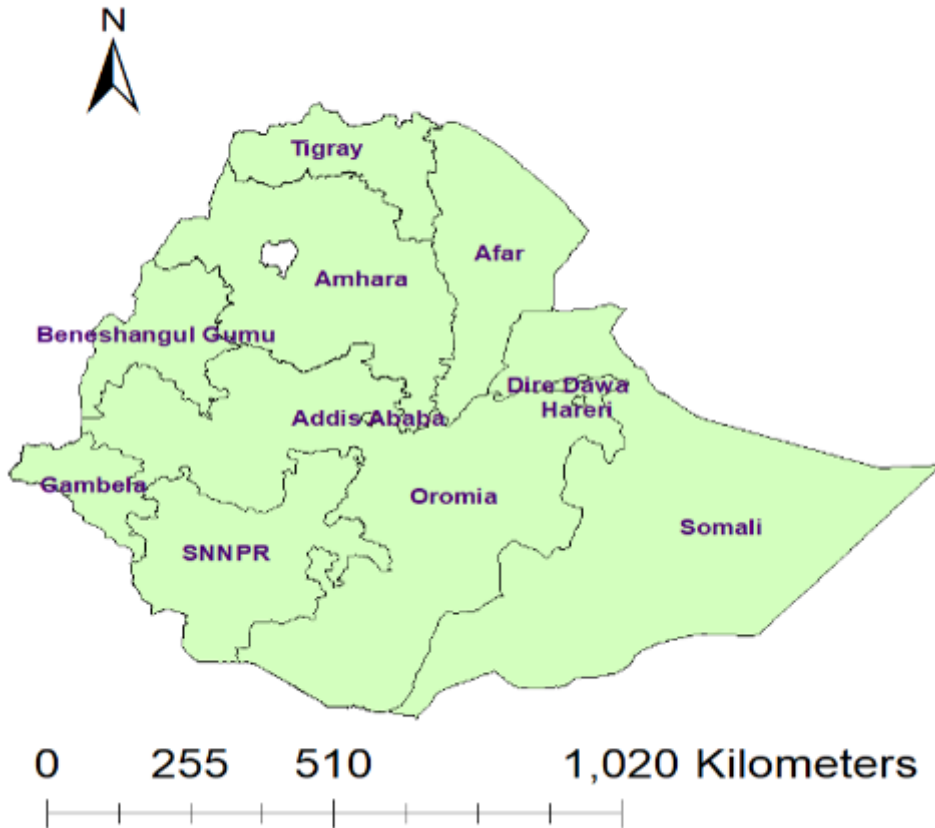 N
Tigray
Afar
Amhara
Beneshangul Gumu
Dire Dawa
Hareri
Addis Ababa
Gambela
Oromia
Somali
SNNPR
0 255 510 1,020 Kilometers